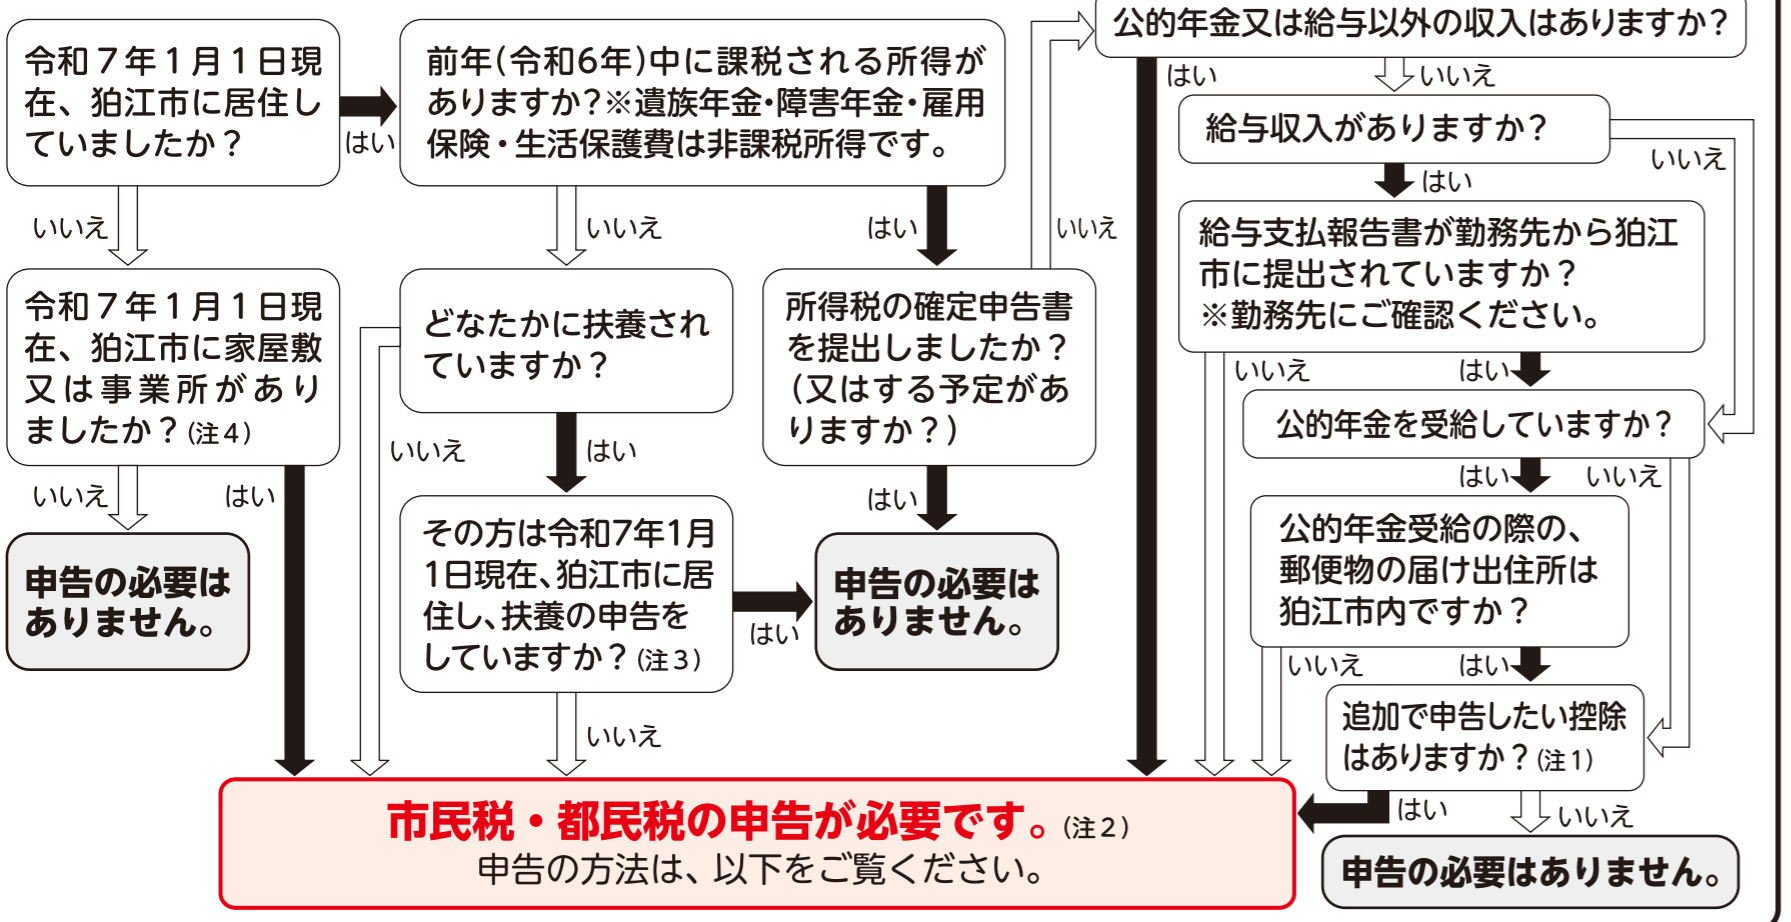 令和７年１月１日現
在、狛江市に居住し
ていましたか？
はい
いいえ
令和７年１月１日現
在、狛江市に家屋敷
又は事業所があり
ましたか？(注４)
いいえ
はい
申告の必要は
ありません。
前年(令和6年)中に課税される所得が
ありますか？※遺族年金・障害年金・雇用
保険・生活保護費は非課税所得です。
いいえ
はい
どなたかに扶養され
ていますか？
いいえ
はい
その方は令和7年1月
1日現在、狛江市に居
住し、扶養の申告を
していますか？(注３)
はい
いいえ
所得税の確定申告書
を提出しましたか？
(又はする予定があ
りますか？)
いいえ
はい
申告の必要は
ありません。
公的年金又は給与以外の収入はありますか？
はい
いいえ
給与収入がありますか？
いいえ
はい
給与支払報告書が勤務先から狛江
市に提出されていますか？
※勤務先にご確認ください。
いいえ
はい
公的年金を受給していますか？
はい
いいえ
公的年金受給の際の、
郵便物の届け出住所は
狛江市内ですか？
いいえ
はい
追加で申告したい控除
はありますか？(注１)
はい
いいえ
申告の必要はありません。
市民税・都民税の申告が必要です。(注２)
申告の方法は、以下をご覧ください。